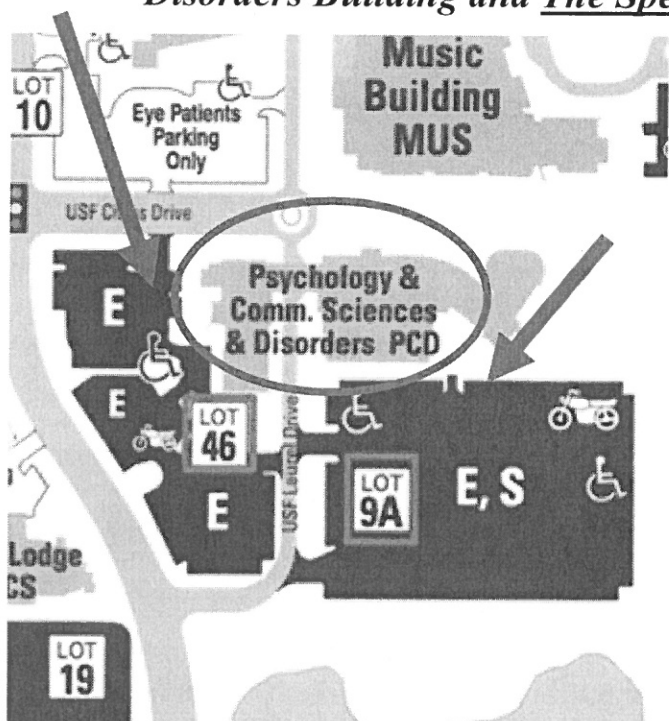 Disorders Building and The Spe
LOT
10
Eye Patients
Parking
Only
Music
Building
MUS
Drive
Psychology &
Comm. Sciences
& Disorders PCD
E
E
LOT
46
E
USF Laurel Drive
LOT
9A
E, S
Lodge
CS
LOT
19